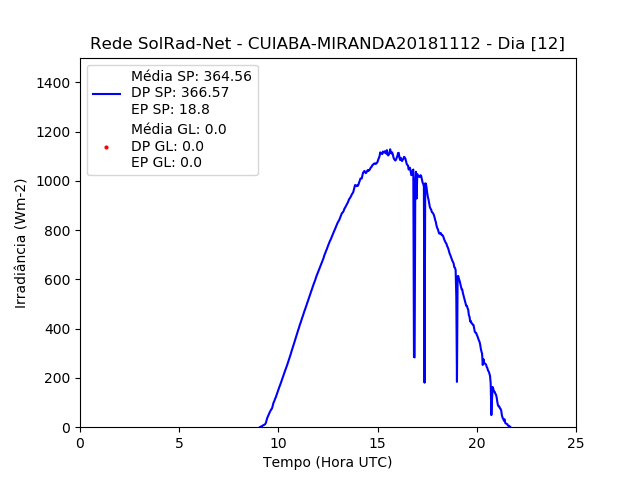 Rede SolRad-Net - CUIABA-MIRANDA20181112 - Dia [12]
Média SP: 364.56
DP SP: 366.57
EP SP: 18.8
Média GL: 0.0
DP GL: 0.0
EP GL: 0.0
Irradiância (Wm-2)
1400
1200
1000
800
600
400
200
0
0 5 10 15 20 25
Tempo (Hora UTC)